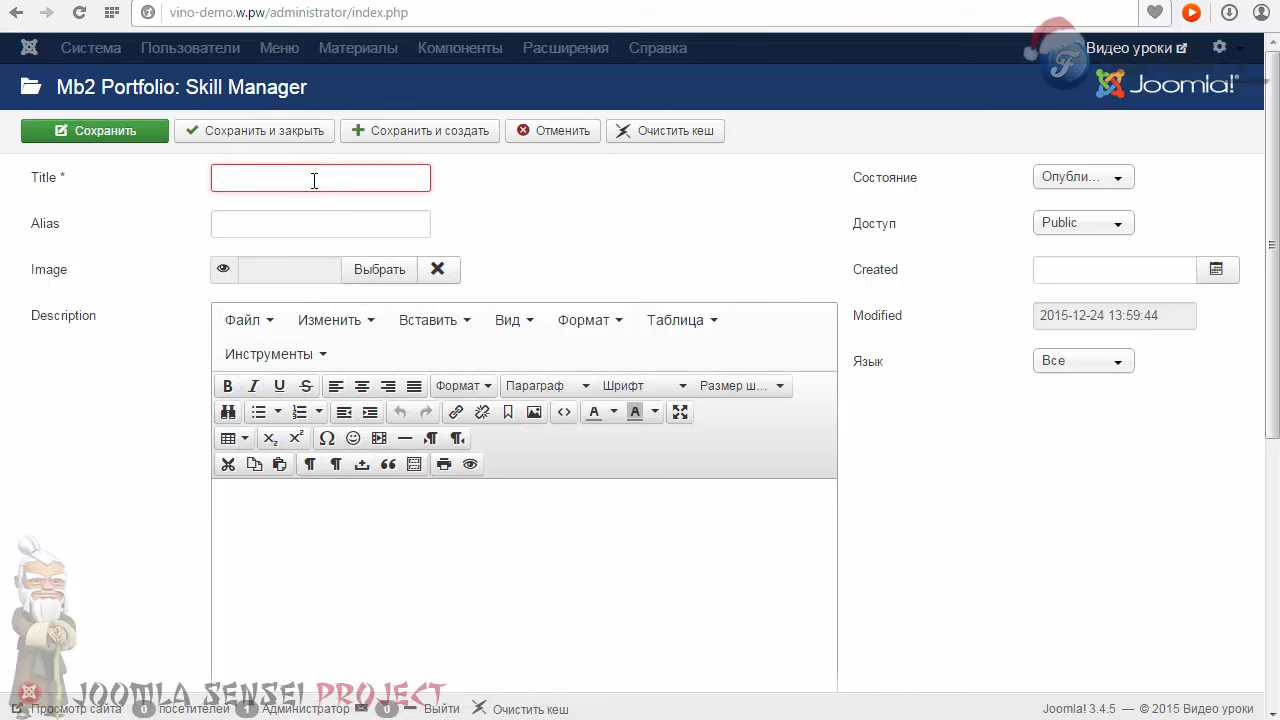 vino-demo.w.pw/administrator/index.php
Система Пользователи Меню Материалы Компоненты Расширения Справка Видео уроки
Mb2 Portfolio: Skill Manager
Joomla!®
Сохранить Сохранить и закрыть Сохранить и создать Отменить Очистить кеш
Title * Состояние Опубли...
Alias Доступ Public
Image Выбрать Created
Description Modified 2015-12-24 13:59:44
Файл Изменить Вставить Вид Формат Таблица
Инструменты
Язык Все
Формат Параграф Шрифт Размер ш...
JOOMLA SENSEI PROJECT
Просмотр сайта 0 посетителей 1 Администратор 0 Выйти Очистить кеш Joomla! 3.4.5 — © 2015 Видео уроки